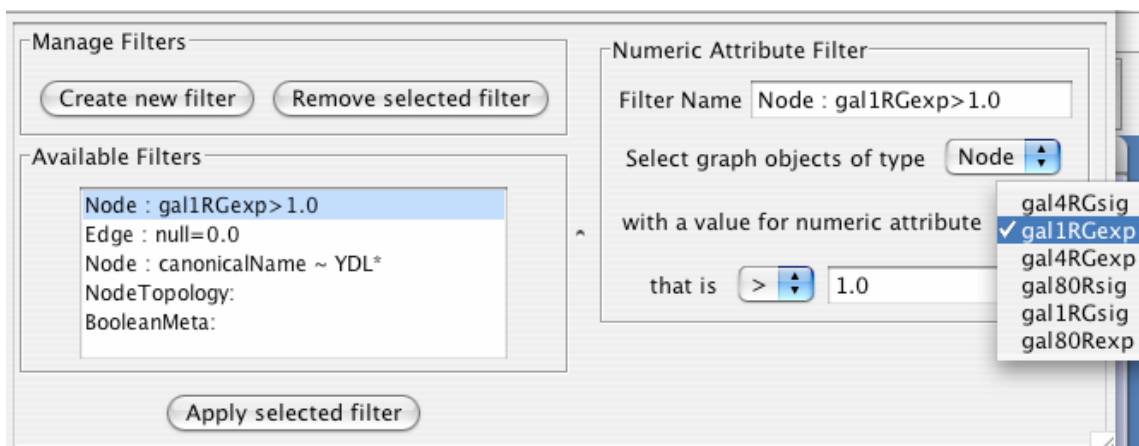 Manage Filters
Create new filter
Remove selected filter
Available Filters
Node : gal1RGexp>1.0
Edge : null=0.0
Node : canonicalName ~ YDL*
NodeTopology:
BooleanMeta:
Apply selected filter
Numeric Attribute Filter
Filter Name Node : gal1RGexp>1.0
Select graph objects of type Node
with a value for numeric attribute
gal4RGsig
✓ gal1RGexp
gal4RGexp
gal80Rsig
gal1RGsig
gal80Rexp
that is > 1.0